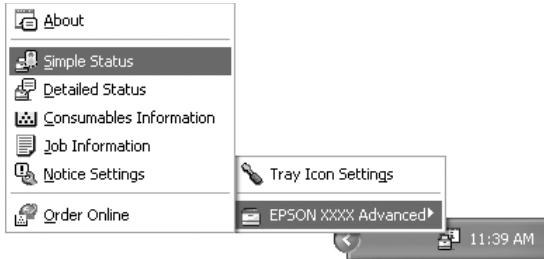 About
Simple Status
Detailed Status
Consumables Information
Job Information
Notice Settings
Order Online
Tray Icon Settings
EPSON XXXX Advanced
11:39 AM